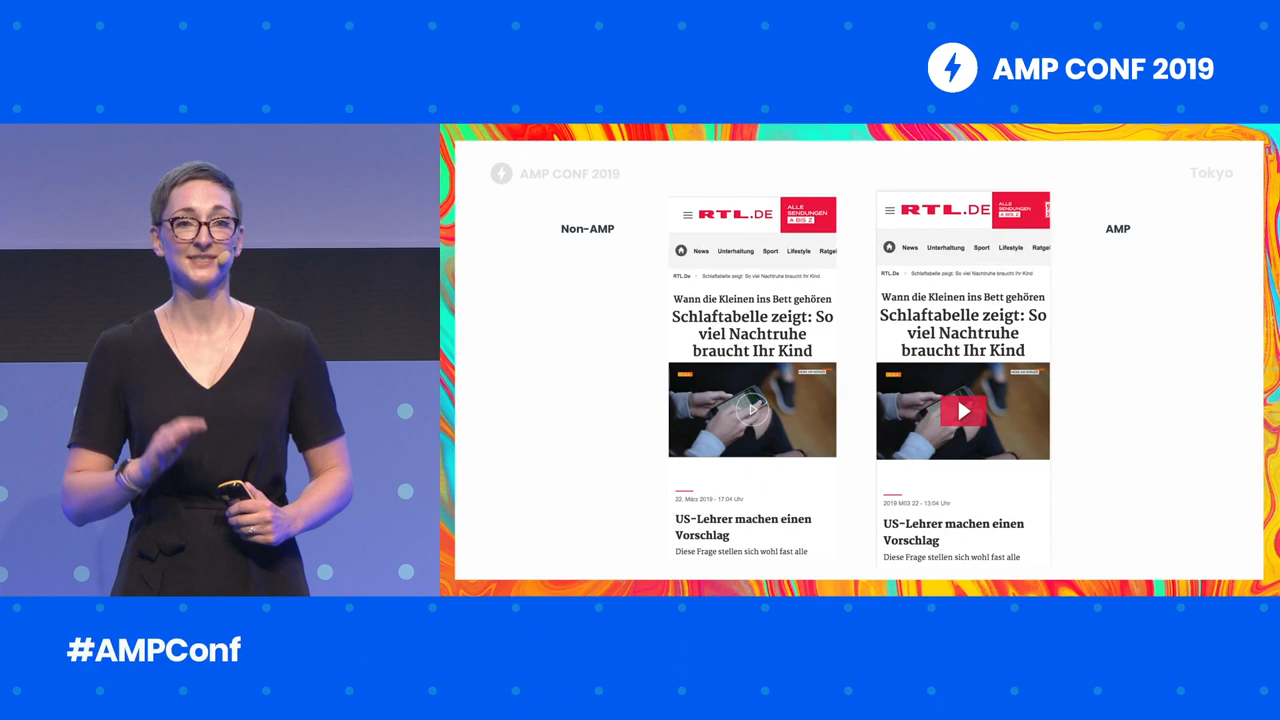 AMP CONF 2019
AMP CONF 2019
Tokyo
Non-AMP
RTL.DE
ALLE
SENDUNGEN
A BIS Z
News Unterhaltung Sport Lifestyle Ratgel
RTL.De > Schlaftabelle zeigt: So viel Nachtruhe braucht Ihr Kind
Wann die Kleinen ins Bett gehören
Schlaftabelle zeigt: So
viel Nachtruhe
braucht Ihr Kind
22. März 2019 - 17:04 Uhr
US-Lehrer machen einen
Vorschlag
Diese Frage stellen sich wohl fast alle
RTL.DE
ALLE
SENDUNGEN
A BIS Z
News Unterhaltung Sport Lifestyle Ratgel
RTL.De > Schlaftabelle zeigt: So viel Nachtruhe braucht Ihr Kind
Wann die Kleinen ins Bett gehören
Schlaftabelle zeigt: So
viel Nachtruhe
braucht Ihr Kind
2019 M03 22 - 13:04 Uhr
US-Lehrer machen einen
Vorschlag
Diese Frage stellen sich wohl fast alle
AMP
#AMPConf